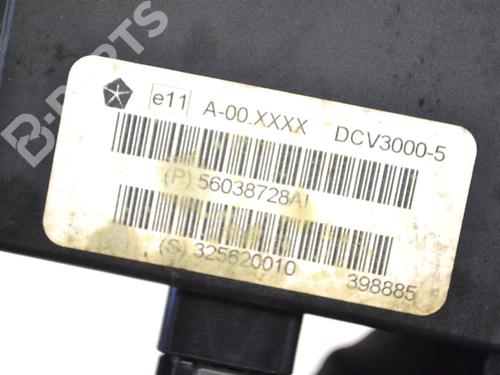 B-PARTS
e11 A-00.XXXX DCV3000-5
(P) 56038728AI
(S) 325620010 398885